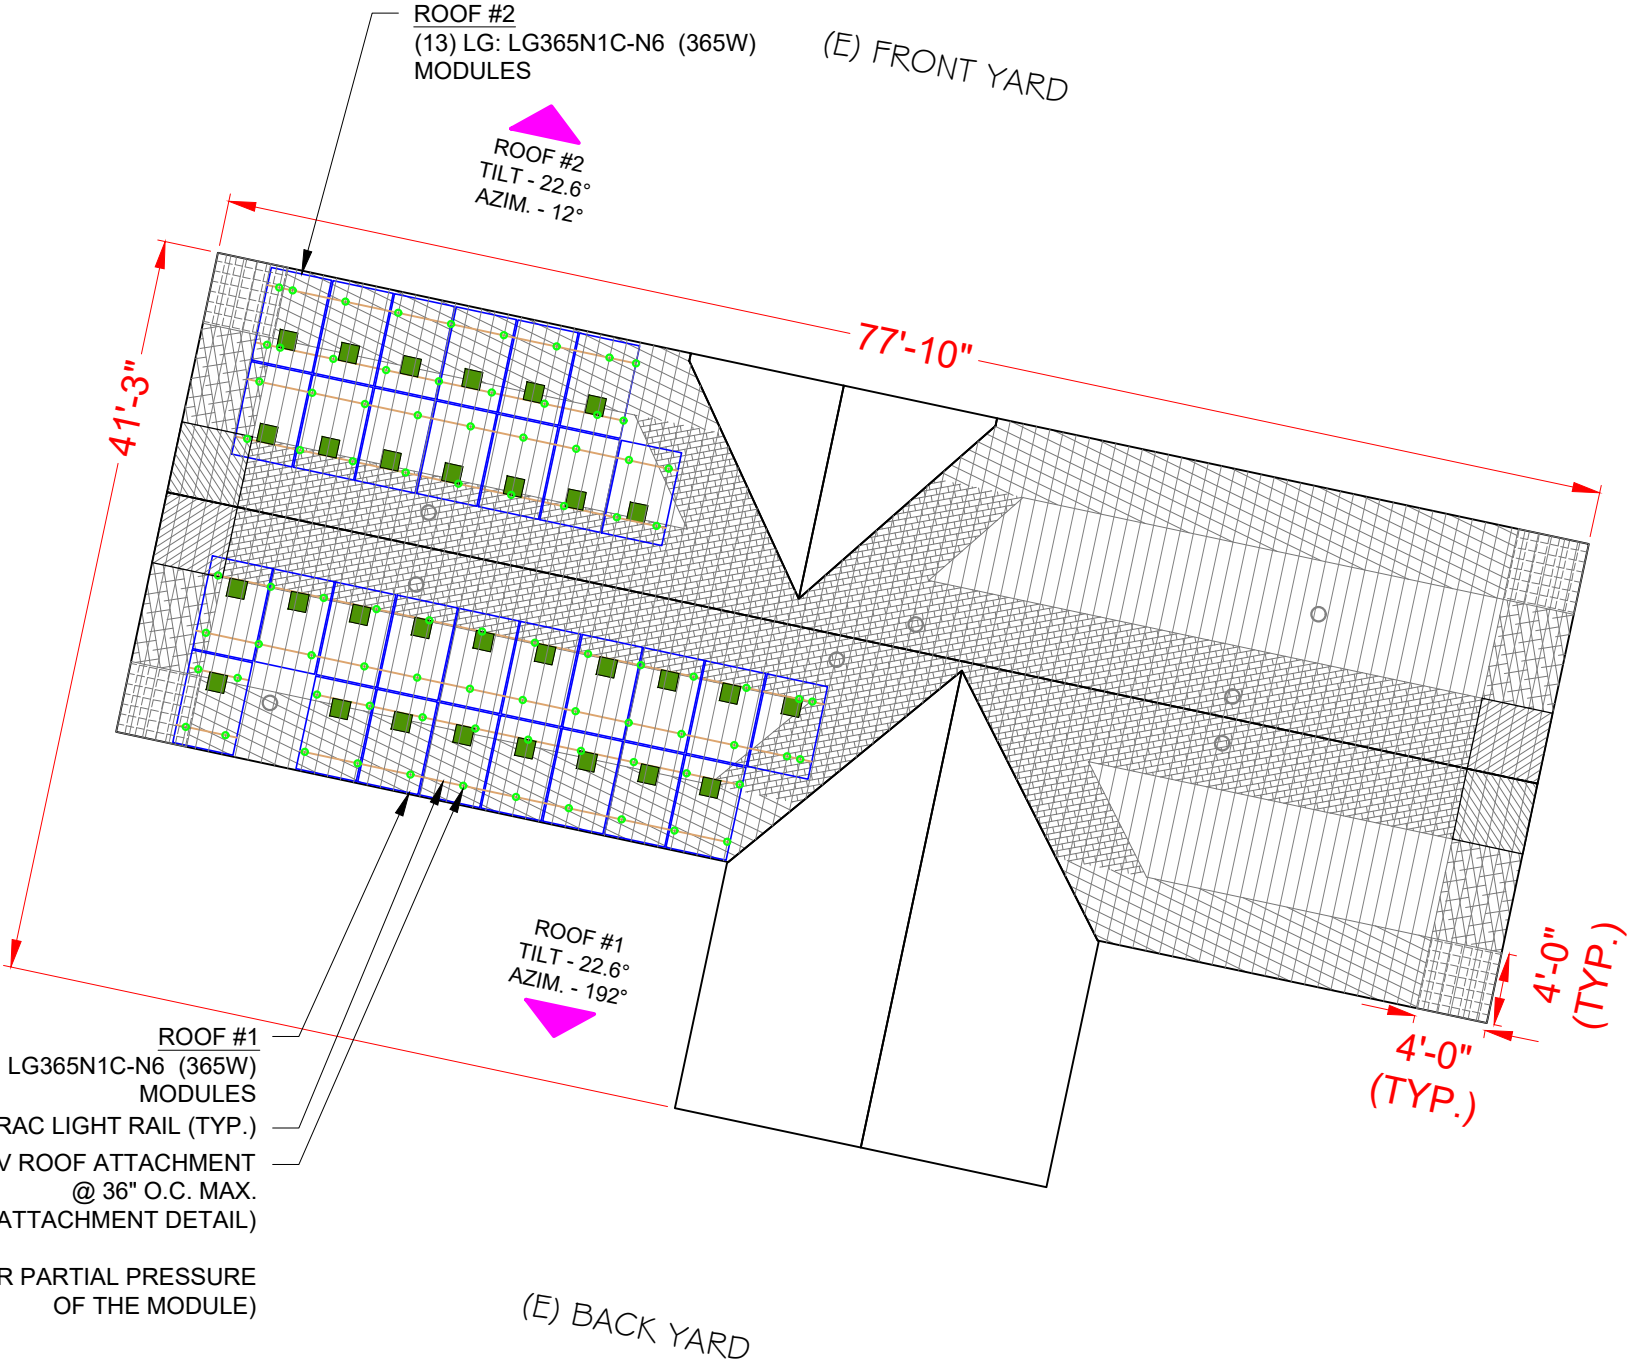 ROOF #2
(13) LG: LG365N1C-N6 (365W)
MODULES
(E) FRONT YARD
ROOF #2
TILT - 22.6°
AZIM. - 12°
77'-10"
41'-3"
ROOF #1
TILT - 22.6°
AZIM. - 192°
4'-0"
(TYP.)
4'-0"
(TYP.)
ROOF #1
LG365N1C-N6 (365W)
MODULES
RAC LIGHT RAIL (TYP.)
V ROOF ATTACHMENT
@ 36" O.C. MAX.
ATTACHMENT DETAIL)
R PARTIAL PRESSURE
OF THE MODULE)
(E) BACK YARD